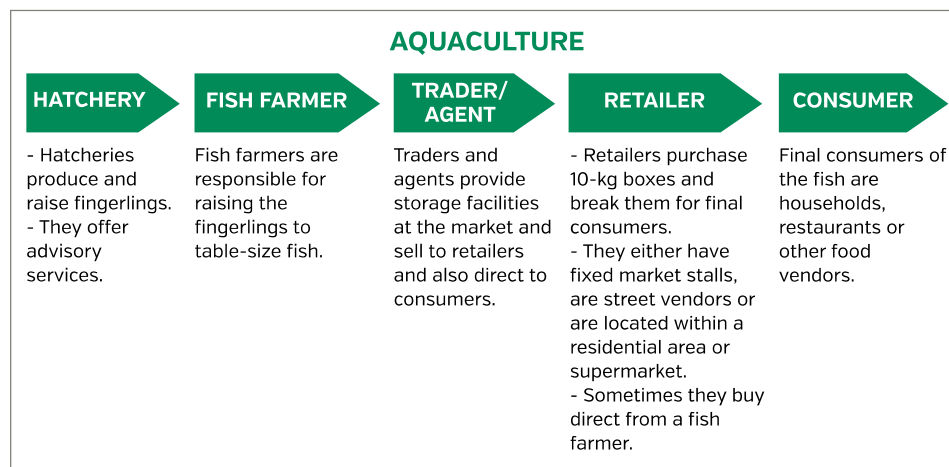 AQUACULTURE
HATCHERY
- Hatcheries
produce and
raise fingerlings.
- They offer
advisory
services.
FISH FARMER
Fish farmers are
responsible for
raising the
fingerlings to
table-size fish.
TRADER/
AGENT
Traders and
agents provide
storage facilities
at the market and
sell to retailers
and also direct to
consumers.
RETAILER
- Retailers purchase
10-kg boxes and
break them for final
consumers.
- They either have
fixed market stalls,
are street vendors or
are located within a
residential area or
supermarket.
- Sometimes they buy
direct from a fish
farmer.
CONSUMER
Final consumers of
the fish are
households,
restaurants or
other food
vendors.